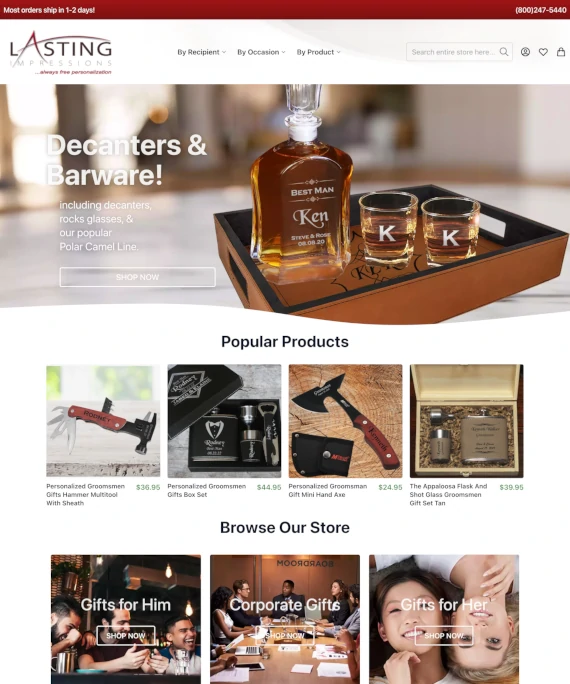 Most orders ship in 1-2 days!
(800)247-5440
LASTING
IMPRESSIONS
...always free personalization
By Recipient
By Occasion
By Product
Search entire store here...
Decanters &
Barware!
including decanters,
rocks glasses, &
our popular
Polar Camel Line.
SHOP NOW
BEST MAN
Ken
STEVE & ROSE
08.08.20
K
K
Popular Products
RODNEY
Rodney
Rodney
Personalized Groomsmen
Gifts Hammer Multitool
With Sheath
$36.95
Personalized Groomsmen
Gifts Box Set
$44.95
Personalized Groomsman
Gift Mini Hand Axe
$24.95
The Appaloosa Flask And
Shot Glass Groomsmen
Gift Set Tan
$39.95
Browse Our Store
Gifts for Him
SHOP NOW
BOARDROOM
Corporate Gifts
SHOP NOW
Gifts for Her
SHOP NOW